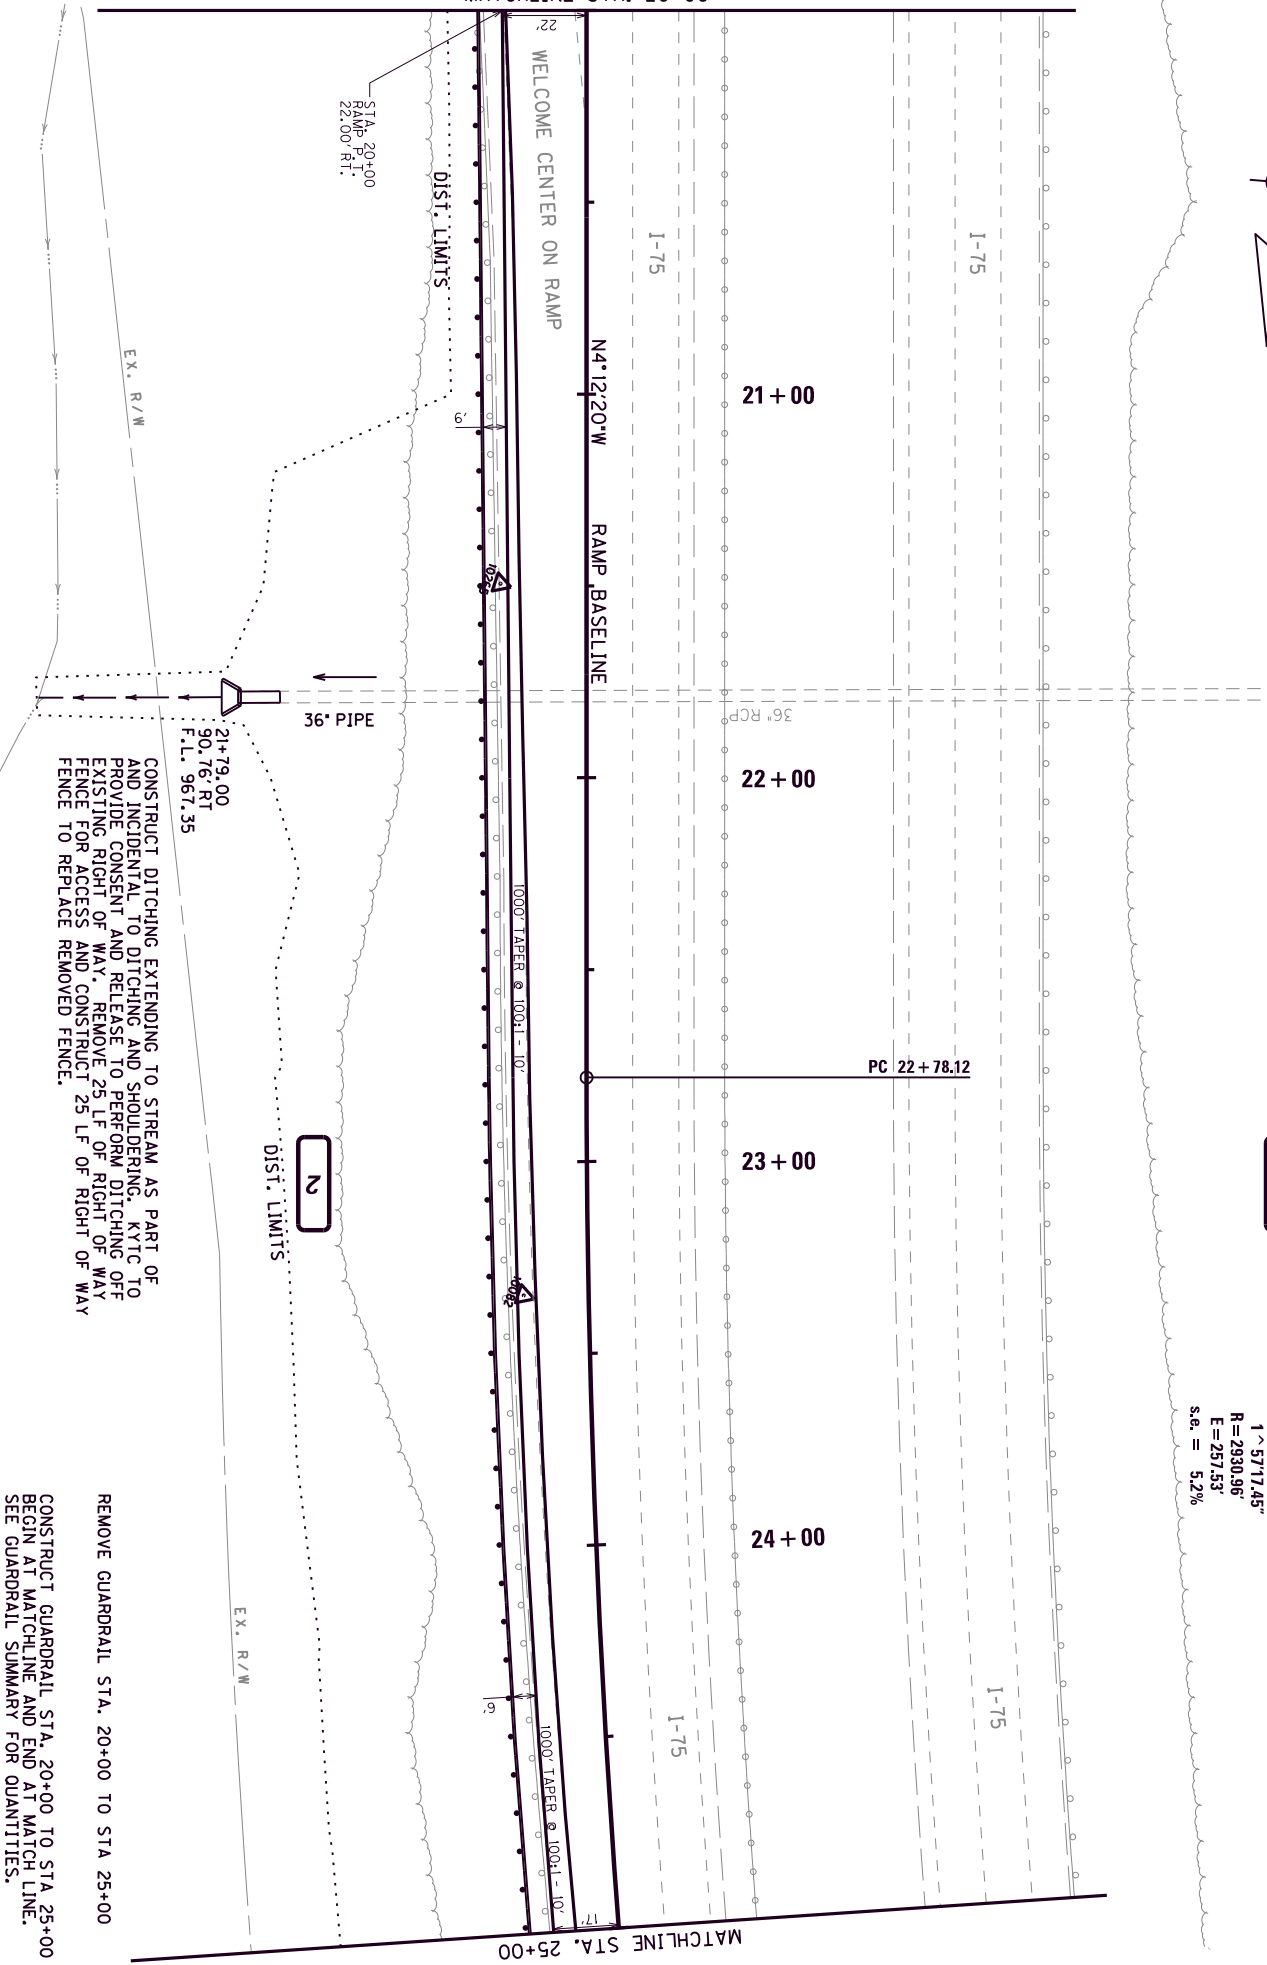 22'
WELCOME CENTER ON RAMP
STA. 20+00
RAMP P.T.
22.00' RT.
DIST. LIMITS
I-75
I-75
EX. R/W
N4°12'20"W
RAMP BASELINE
21+00
6'
36" PIPE
36" RCP
21+79.00
90.76' RT
F.L. 967.35
22+00
CONSTRUCT DITCHING EXTENDING TO STREAM AS PART OF
AND INCIDENTAL TO DITCHING AND SHOULDERING. KYTC TO
PROVIDE CONSENT AND RELEASE TO PERFORM DITCHING OFF
EXISTING RIGHT OF WAY. REMOVE 25 LF OF RIGHT OF WAY
FENCE FOR ACCESS AND CONSTRUCT 25 LF OF RIGHT OF WAY
FENCE TO REPLACE REMOVED FENCE.
1000' TAPER @ 100:1 - 10'
PC 22+78.12
23+00
DIST. LIMITS
2
1^57'17.45"
R=2930.96'
E=257.53'
s.e. = 5.2%
24+00
EX. R/W
I-75
I-75
6'
1000' TAPER @ 100:1 - 10'
17'
REMOVE GUARDRAIL STA. 20+00 TO STA 25+00
CONSTRUCT GUARDRAIL STA. 20+00 TO STA 25+00
BEGIN AT MATCHLINE AND END AT MATCH LINE.
SEE GUARDRAIL SUMMARY FOR QUANTITIES.
MATCHLINE STA. 25+00